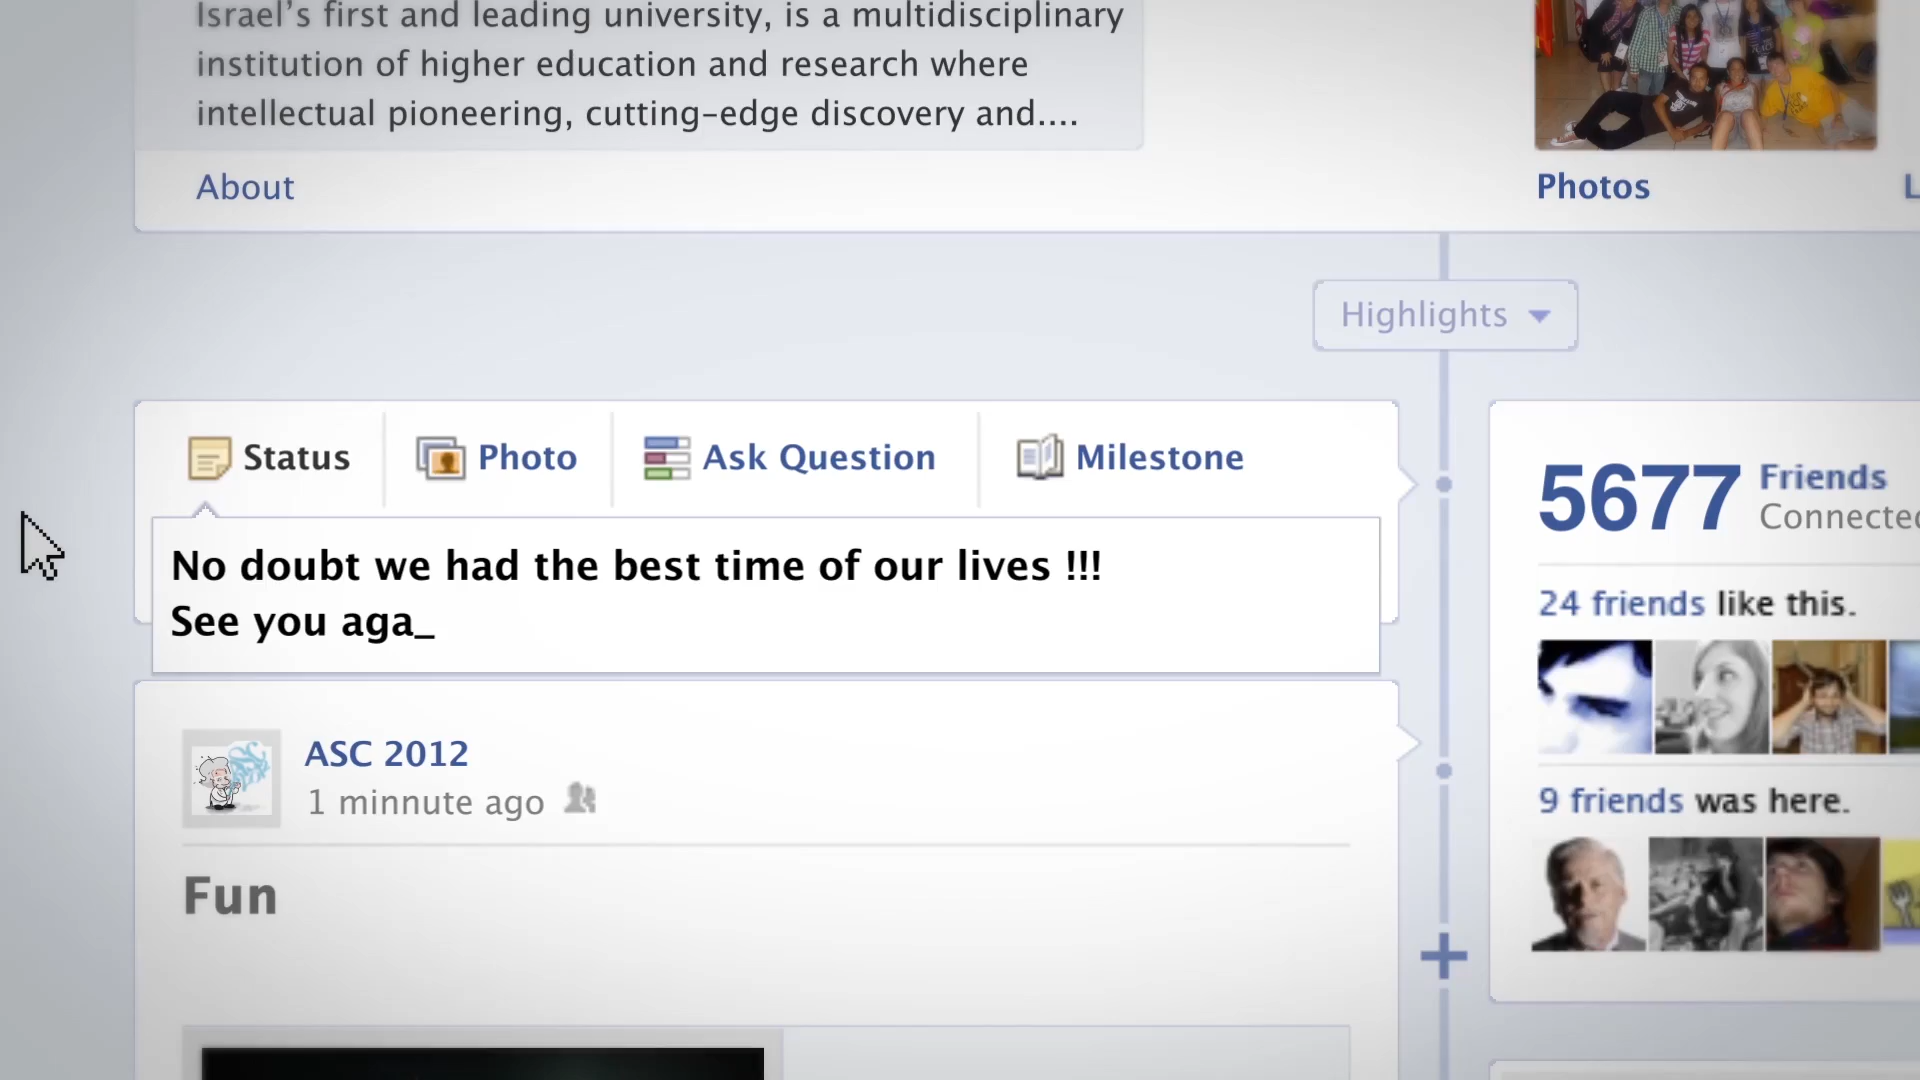 Israel's first and leading university, is a multidisciplinary
institution of higher education and research where
intellectual pioneering, cutting-edge discovery and....
About
Photos
Highlights
Status
Photo
Ask Question
Milestone
No doubt we had the best time of our lives !!!
See you aga_
5677 Friends
Connected
24 friends like this.
9 friends was here.
ASC 2012
1 minnute ago
Fun